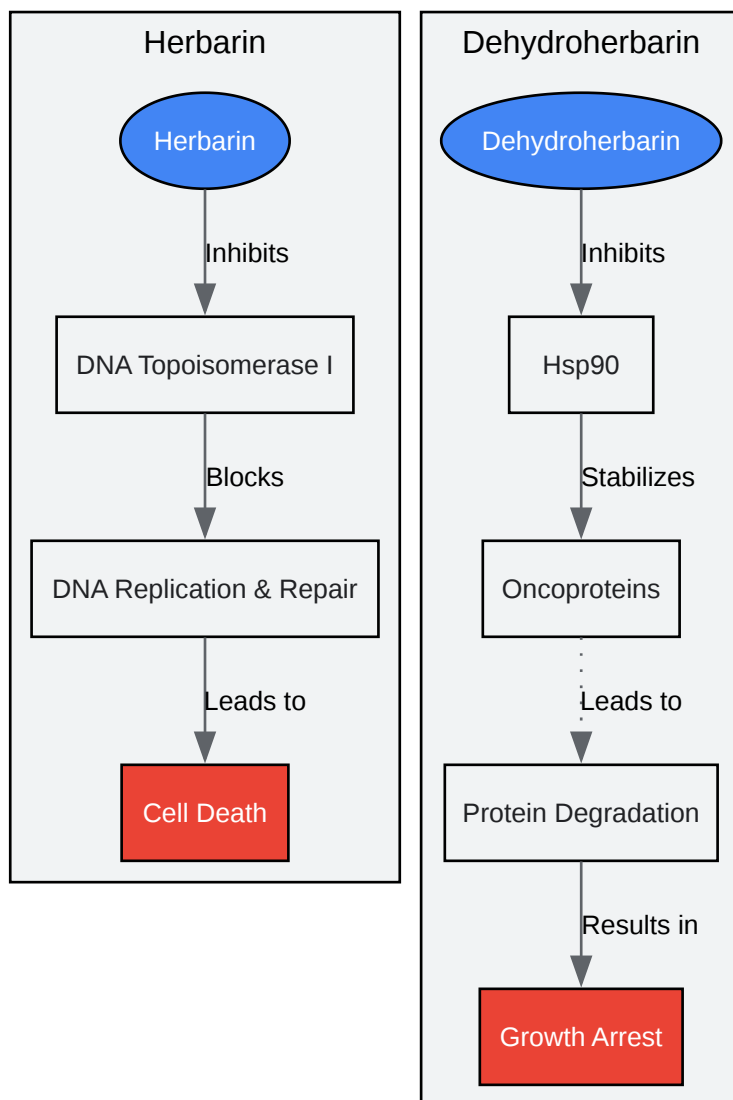 Herbarin
Herbarin
Inhibits
DNA Topoisomerase I
Blocks
DNA Replication & Repair
Leads to
Cell Death
Dehydroherbarin
Dehydroherbarin
Inhibits
Hsp90
Stabilizes
Oncoproteins
Leads to
Protein Degradation
Results in
Growth Arrest